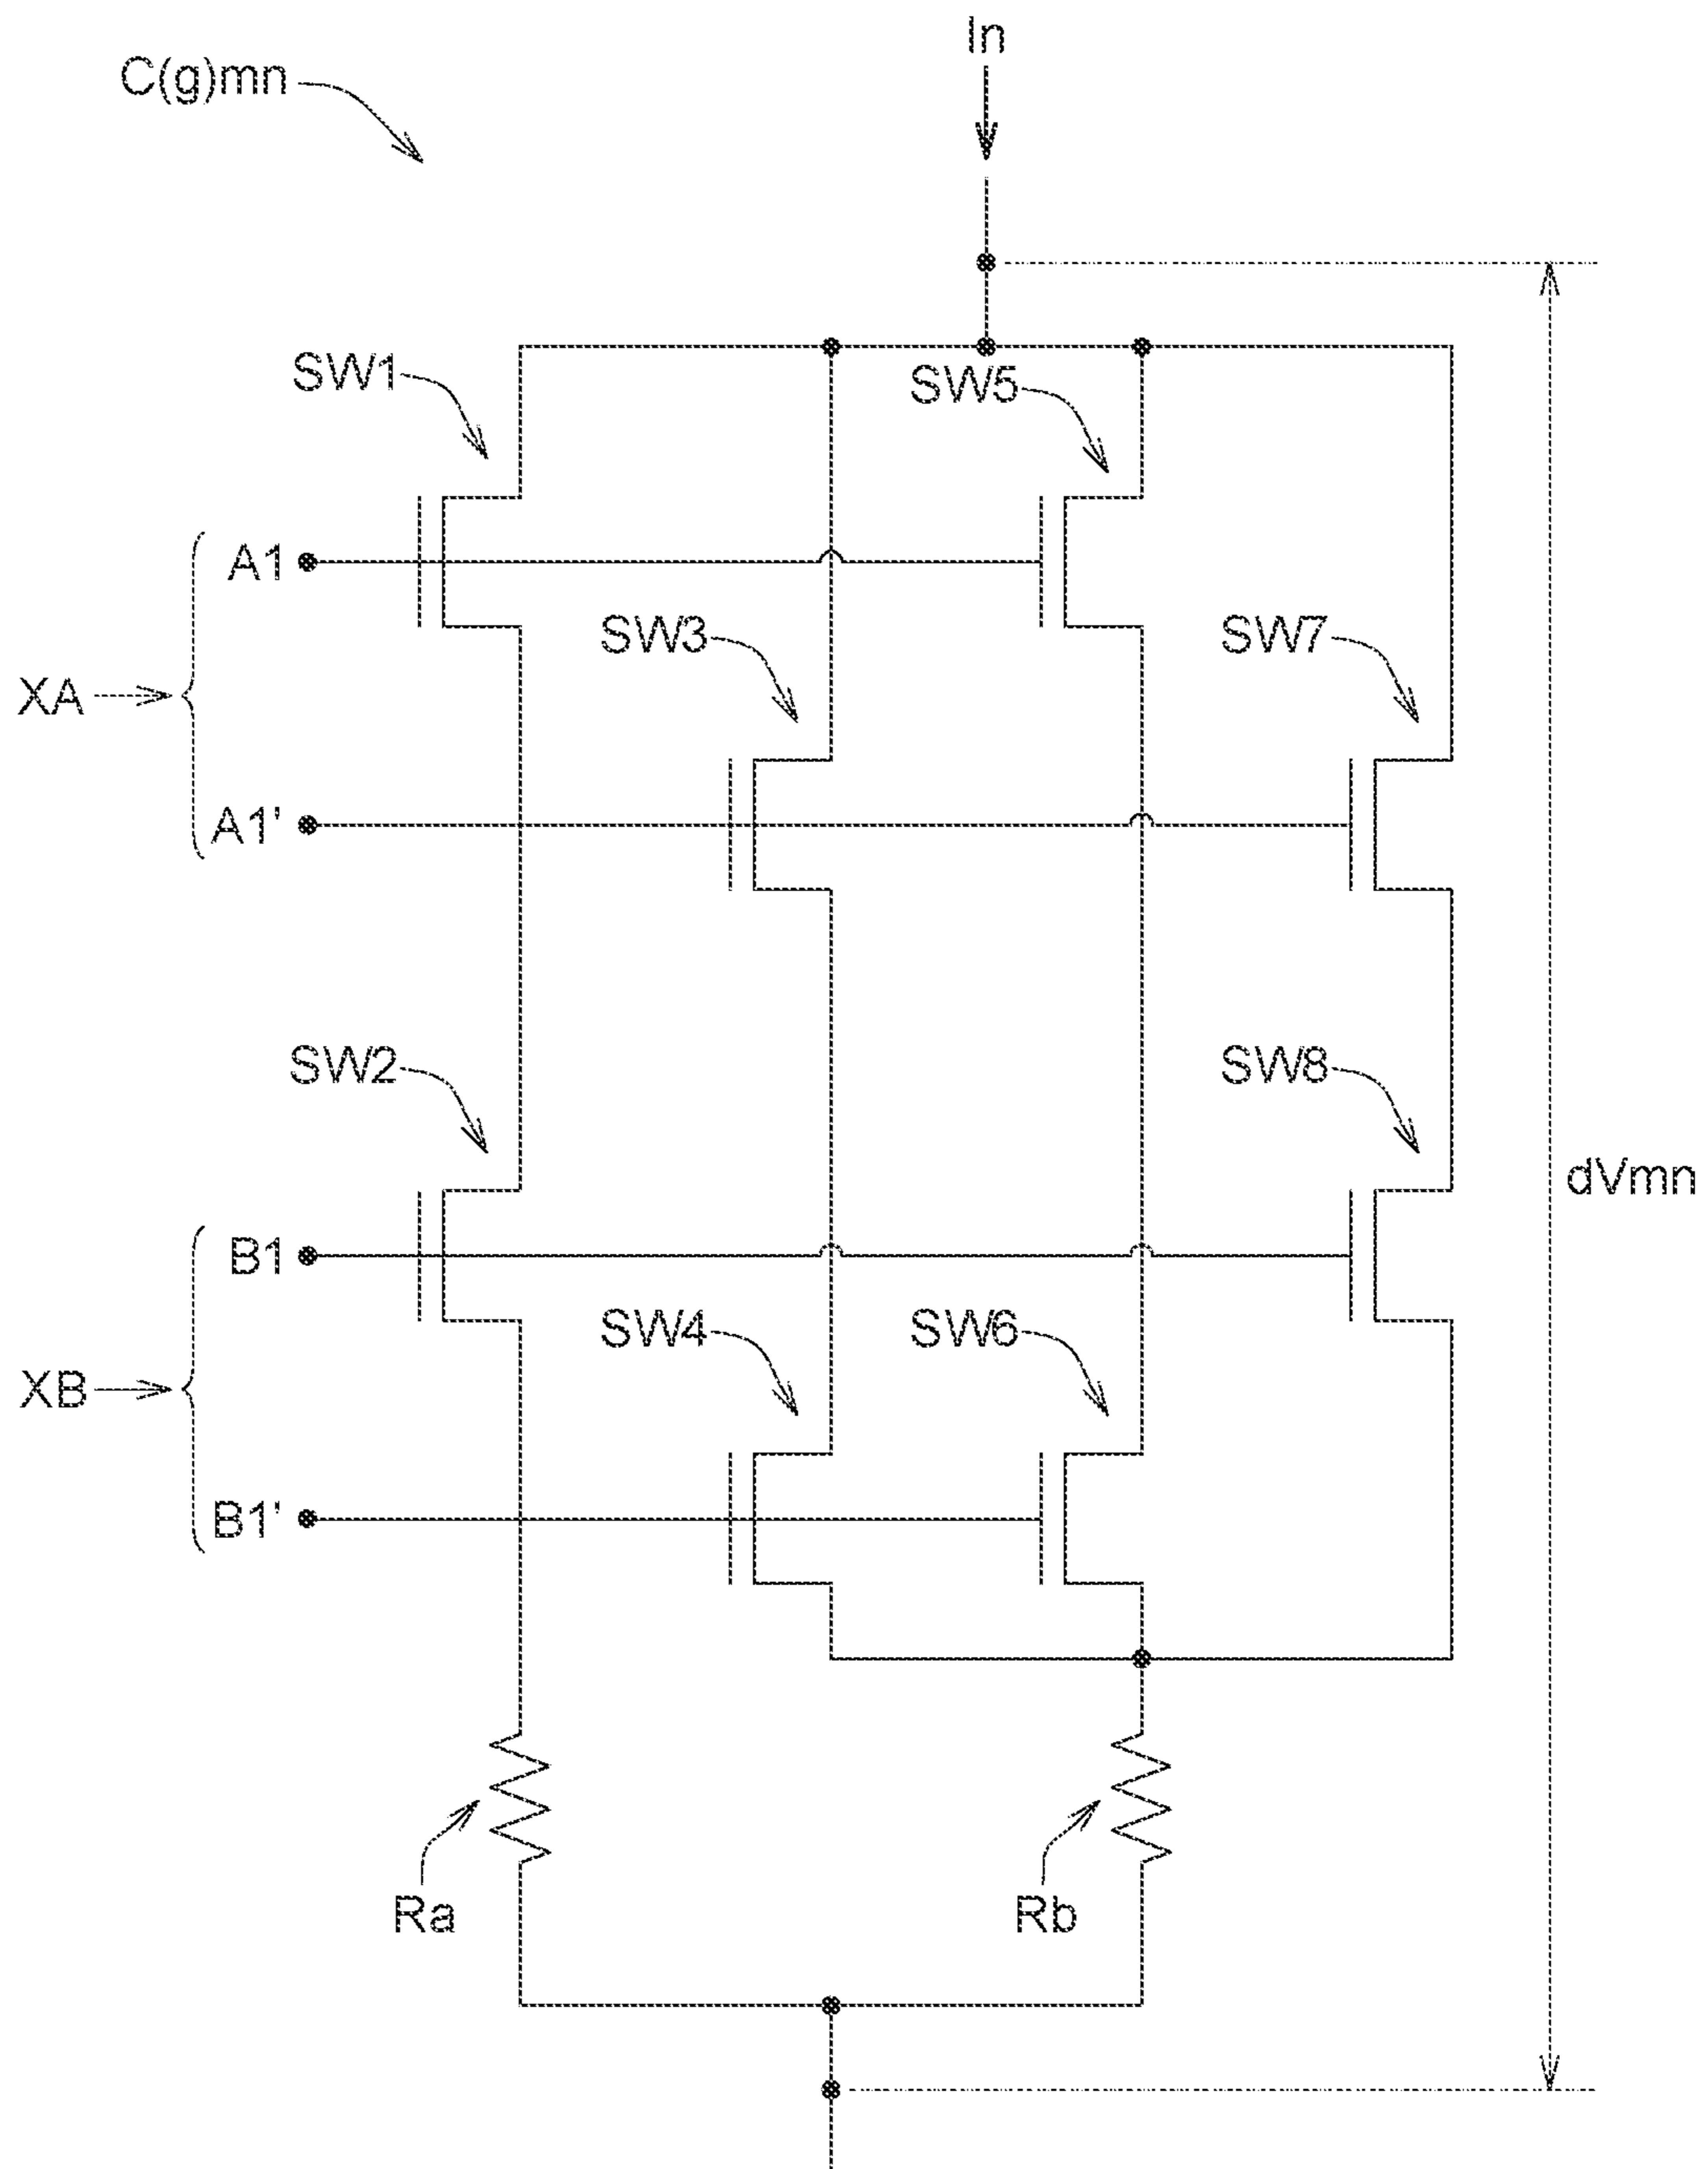 In
C(g)mn
SW1
SW5
A1
SW3
SW7
XA
A1'
SW2
SW8
dVmn
B1
SW4
SW6
XB
B1'
Ra
Rb